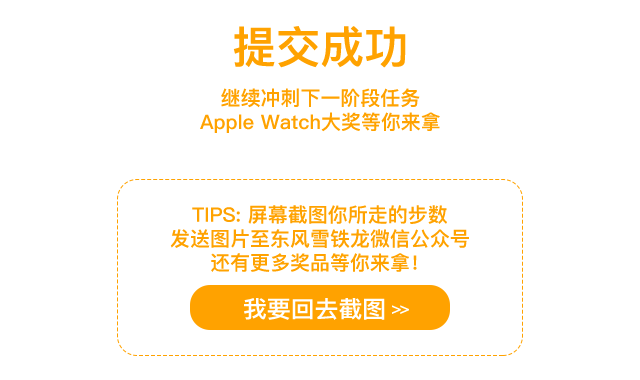 提交成功
继续冲刺下一阶段任务
Apple Watch大奖等你来拿
TIPS: 屏幕截图你所走的步数
发送图片至东风雪铁龙微信公众号
还有更多奖品等你来拿！
我要回去截图 >>